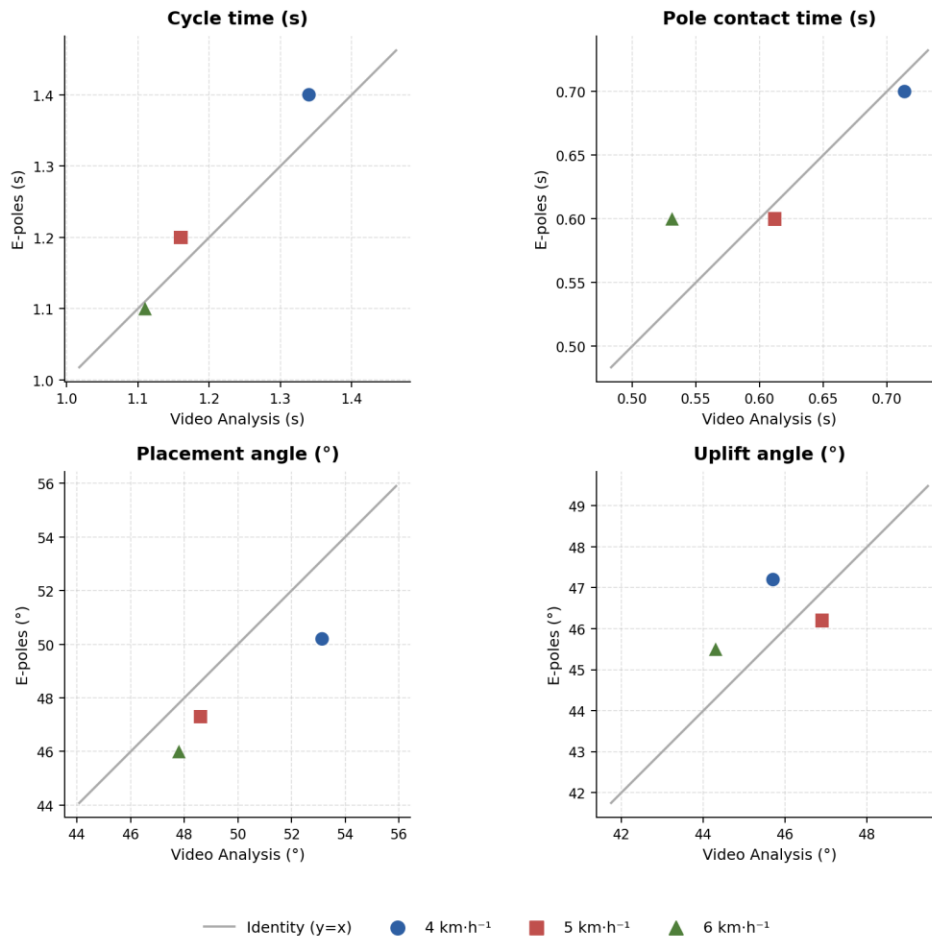 Cycle time (s)
E-poles (s)
1.4
1.3
1.2
1.1
1.0
1.0 1.1 1.2 1.3 1.4
Video Analysis (s)
Pole contact time (s)
E-poles (s)
0.70
0.65
0.60
0.55
0.50
0.50 0.55 0.60 0.65 0.70
Video Analysis (s)
Placement angle (°)
E-poles (°)
56
54
52
50
48
46
44
44 46 48 50 52 54 56
Video Analysis (°)
Uplift angle (°)
E-poles (°)
49
48
47
46
45
44
43
42
42 44 46 48
Video Analysis (°)
Identity (y=x) 4 km·h⁻¹ 5 km·h⁻¹ 6 km·h⁻¹